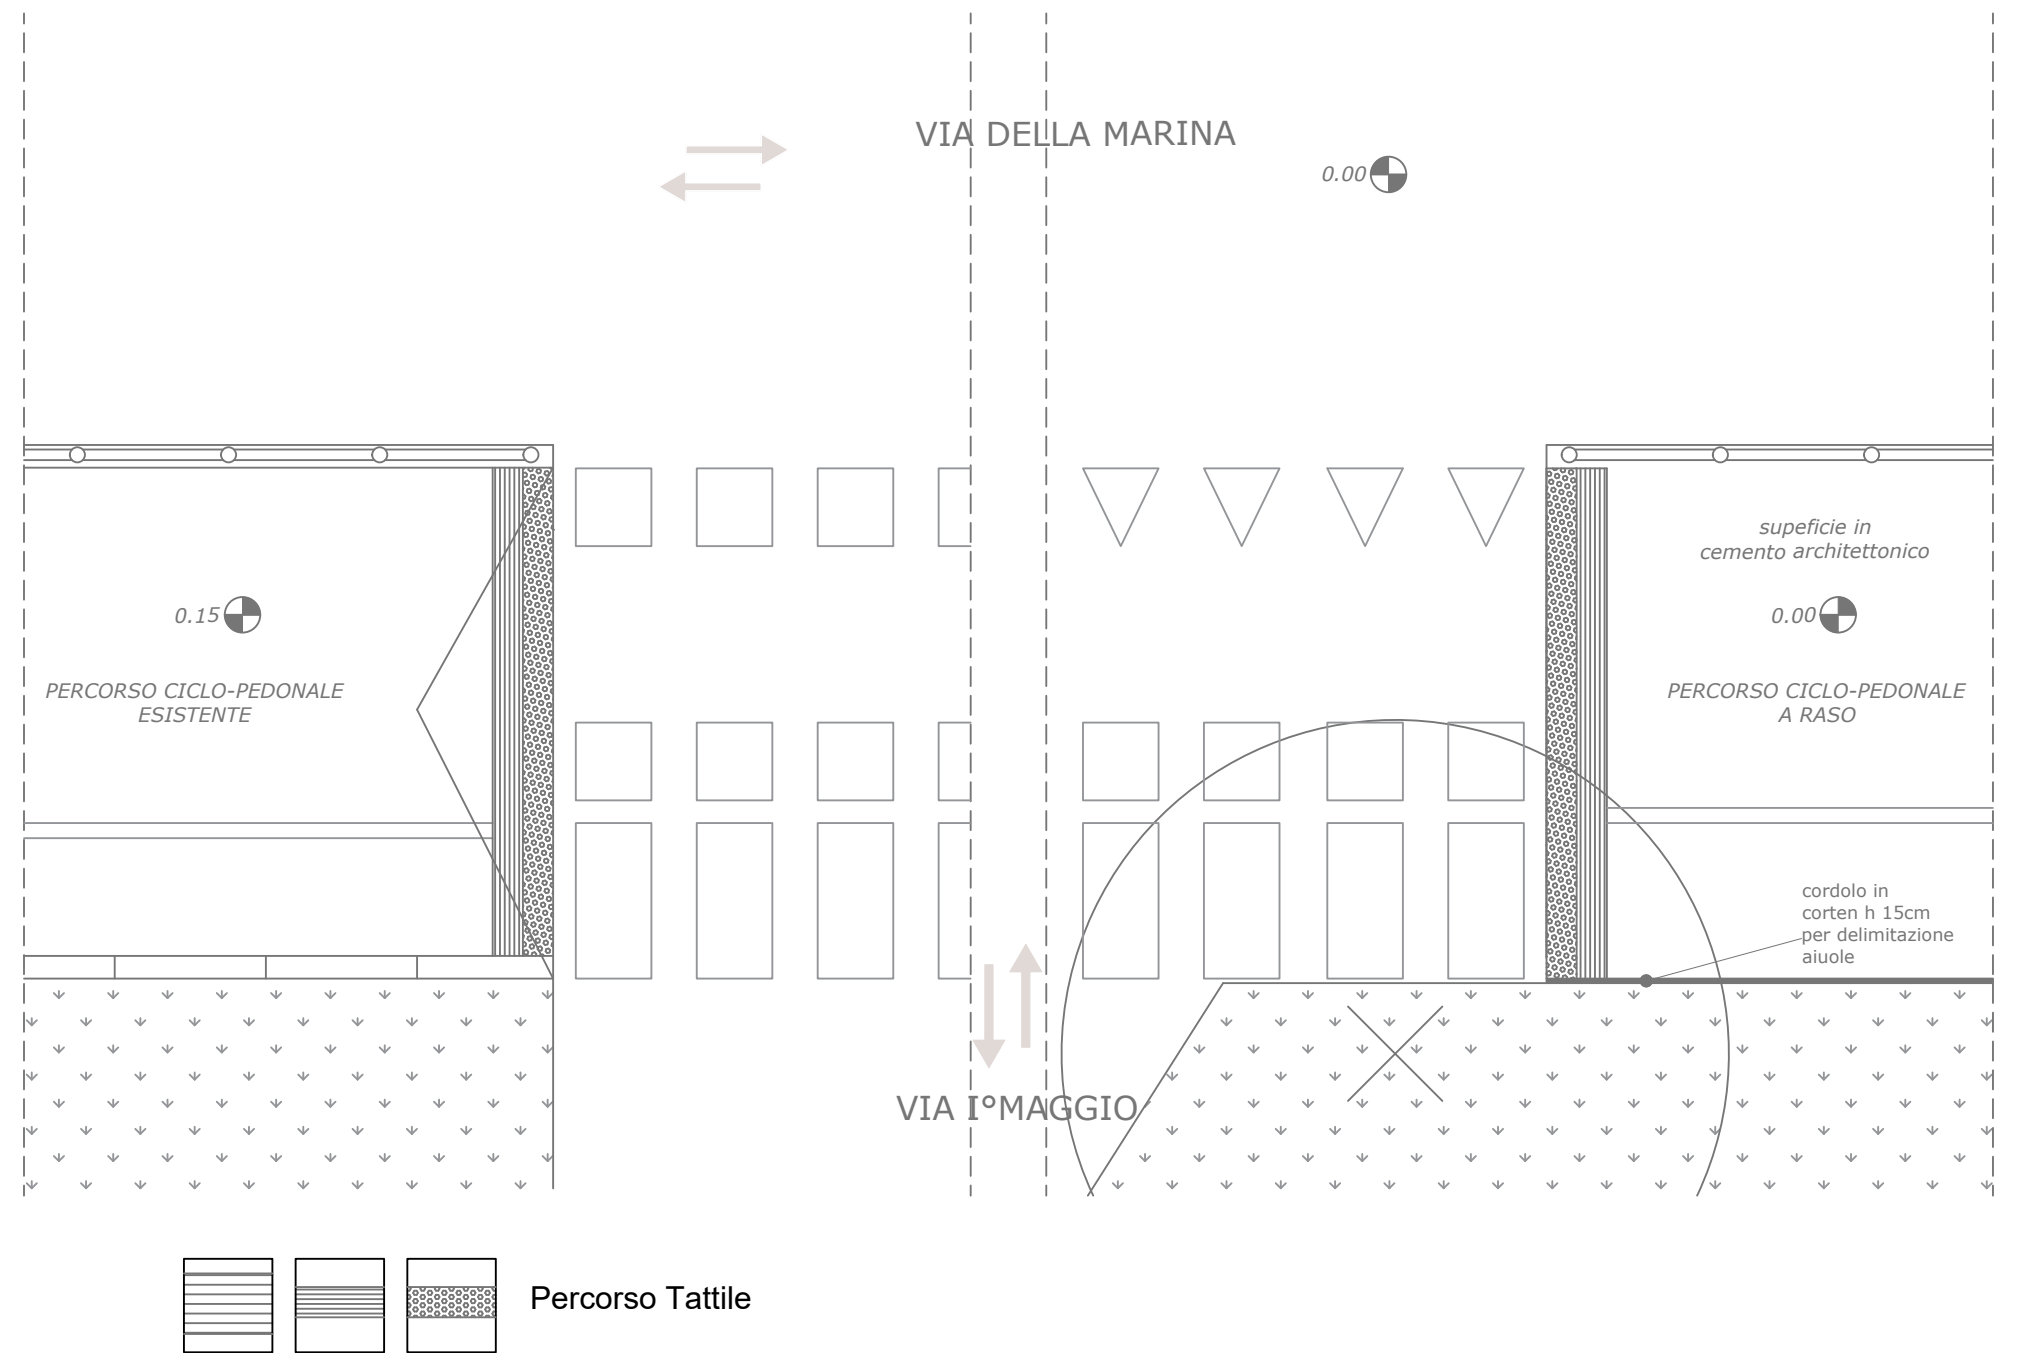 VIA DELLA MARINA
0.00
supeficie in
cemento architettonico
0.15
0.00
PERCORSO CICLO-PEDONALE
ESISTENTE
PERCORSO CICLO-PEDONALE
A RASO
cordolo in
corten h 15cm
per delimitazione
aiuole
VIA I°MAGGIO
Percorso Tattile